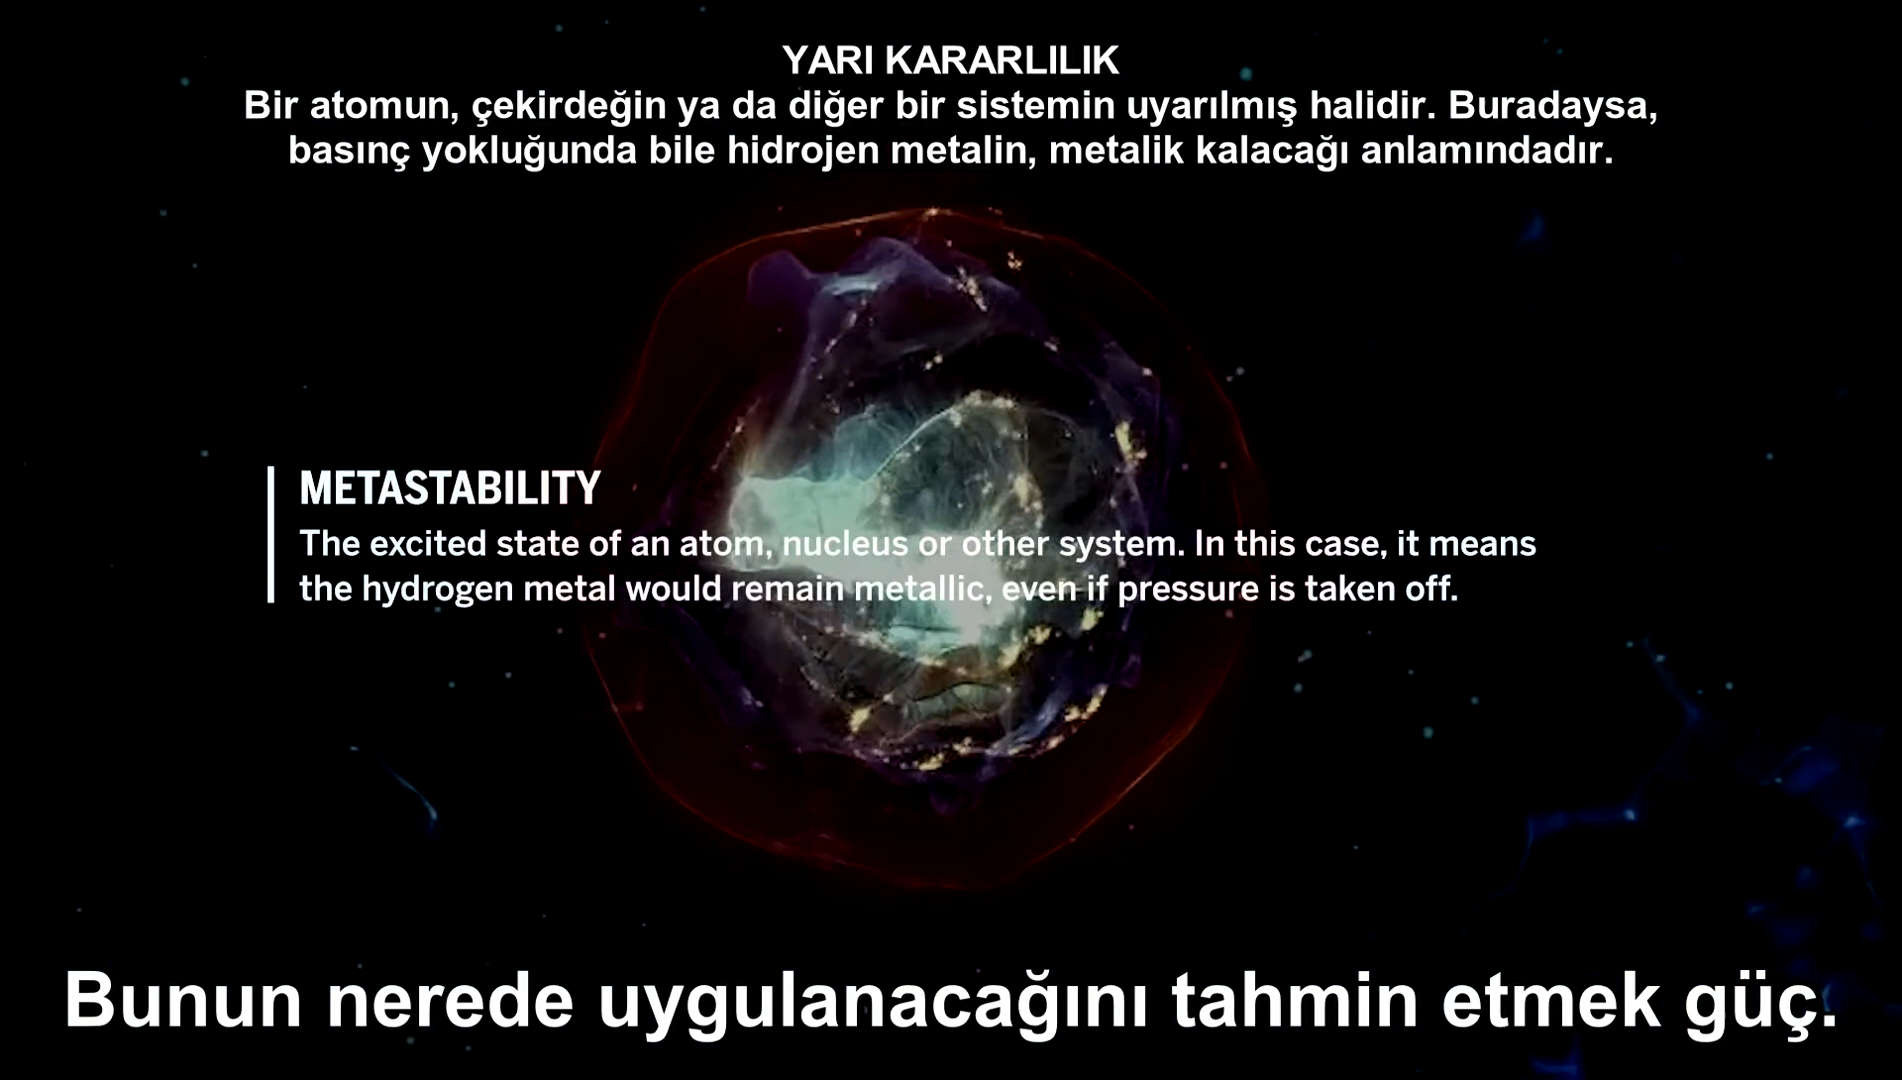 YARI KARARLILIK
Bir atomun, çekirdeğin ya da diğer bir sistemin uyarılmış halidir. Buradaysa,
basınç yokluğunda bile hidrojen metalin, metalik kalacağı anlamındadır.
METASTABILITY
The excited state of an atom, nucleus or other system. In this case, it means
the hydrogen metal would remain metallic, even if pressure is taken off.
Bunun nerede uygulanacağını tahmin etmek güç.